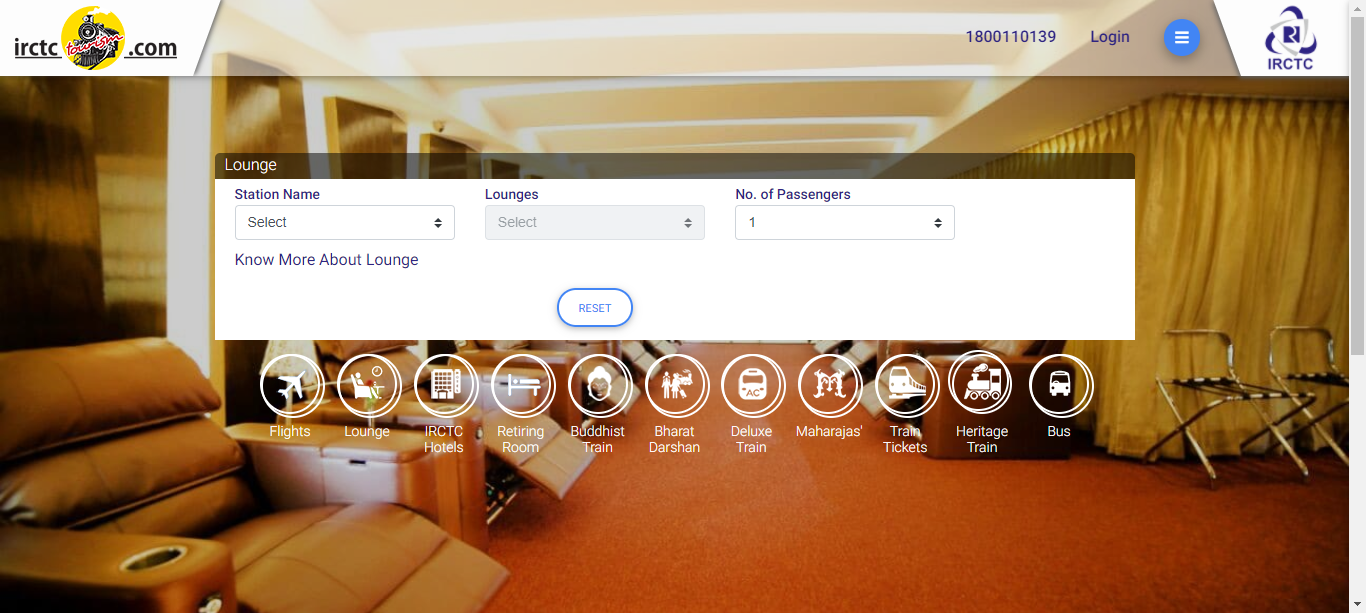 irctc tourism .com
1800110139
Login
IRCTC
Lounge
Station Name
Lounges
No. of Passengers
Select
Select
1
Know More About Lounge
RESET
Flights
Lounge
IRCTC
Hotels
Retiring
Room
Buddhist
Train
Bharat
Darshan
AC
Deluxe
Train
Maharajas'
Train
Tickets
Heritage
Train
Bus